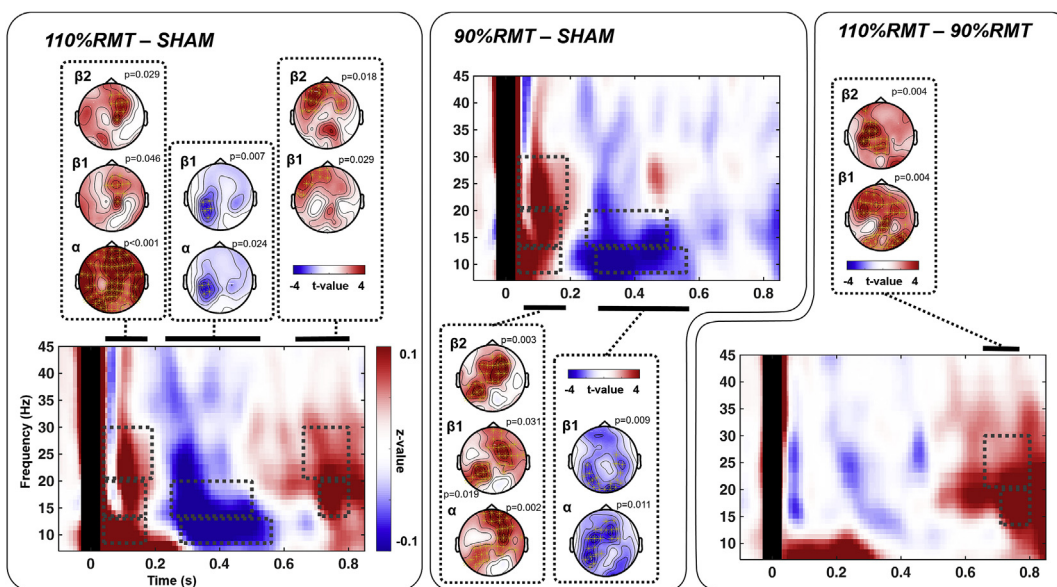 110%RMT – SHAM
β2 p=0.029
β1 p=0.046
α p<0.001
β1 p=0.007
α p=0.024
β2 p=0.018
β1 p=0.029
-4 t-value 4
45
40
35
30
25
20
15
10
Frequency (Hz)
0 0.2 0.4 0.6 0.8
Time (s)
0.1
z-value
-0.1
90%RMT – SHAM
45
40
35
30
25
20
15
10
0 0.2 0.4 0.6 0.8
β2 p=0.003
β1 p=0.031
p=0.019
α p=0.002
-4 t-value 4
β1 p=0.009
α p=0.011
110%RMT – 90%RMT
β2 p=0.004
β1 p=0.004
-4 t-value 4
45
40
35
30
25
20
15
10
0 0.2 0.4 0.6 0.8